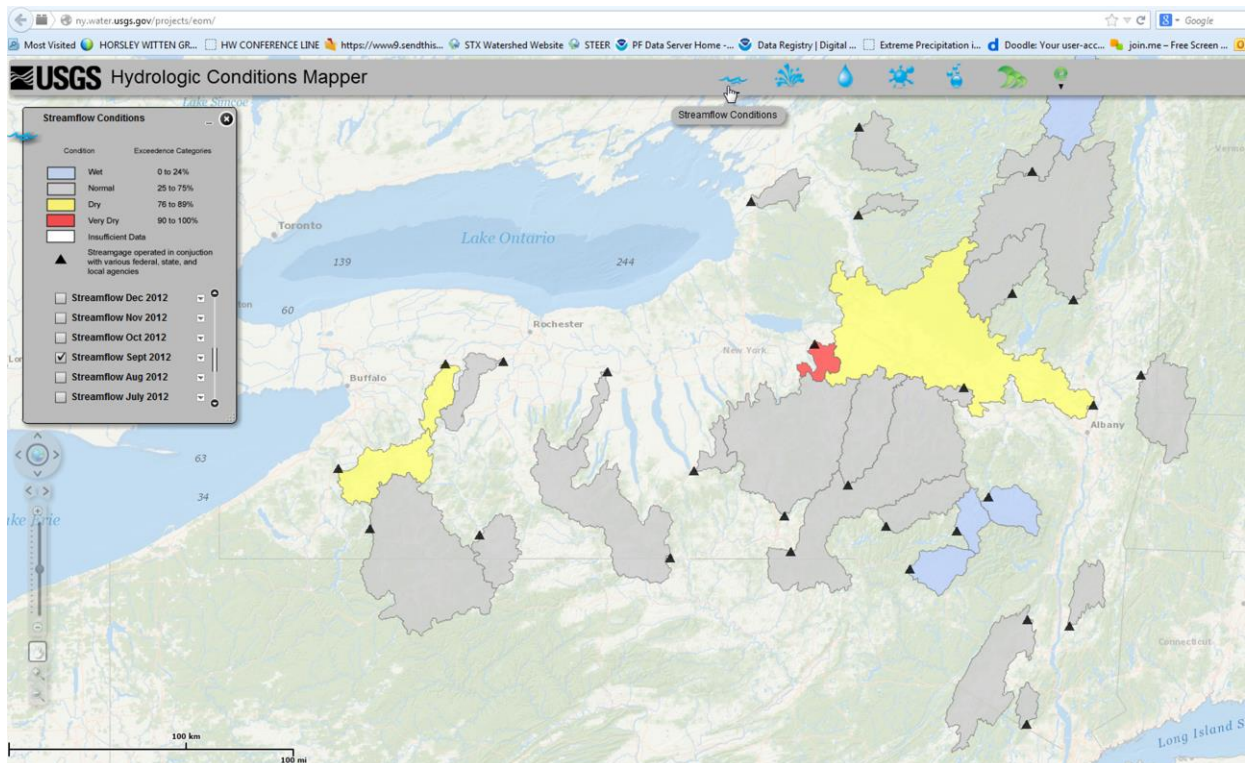 ny.water.usgs.gov/projects/eom/
Google
Most Visited HORSLEY WITTEN GR... HW CONFERENCE LINE https://www9.sendthis... STX Watershed Website STEER PF Data Server Home -... Data Registry | Digital ... Extreme Precipitation i... Doodle: Your user-acc... join.me – Free Screen ...
USGS Hydrologic Conditions Mapper
Streamflow Conditions
Lake Simcoe
Streamflow Conditions
Condition Exceedence Categories
Wet 0 to 24%
Normal 25 to 75%
Dry 76 to 89%
Very Dry 90 to 100%
Insufficient Data
Streamgage operated in conjuction
with various federal, state, and
local agencies
Streamflow Dec 2012
Streamflow Nov 2012
Streamflow Oct 2012
Streamflow Sept 2012
Streamflow Aug 2012
Streamflow July 2012
Toronto
Lake Ontario
139
244
60
Rochester
New York
Buffalo
Albany
63
34
Connecticut
Long Island S
100 km
100 mi